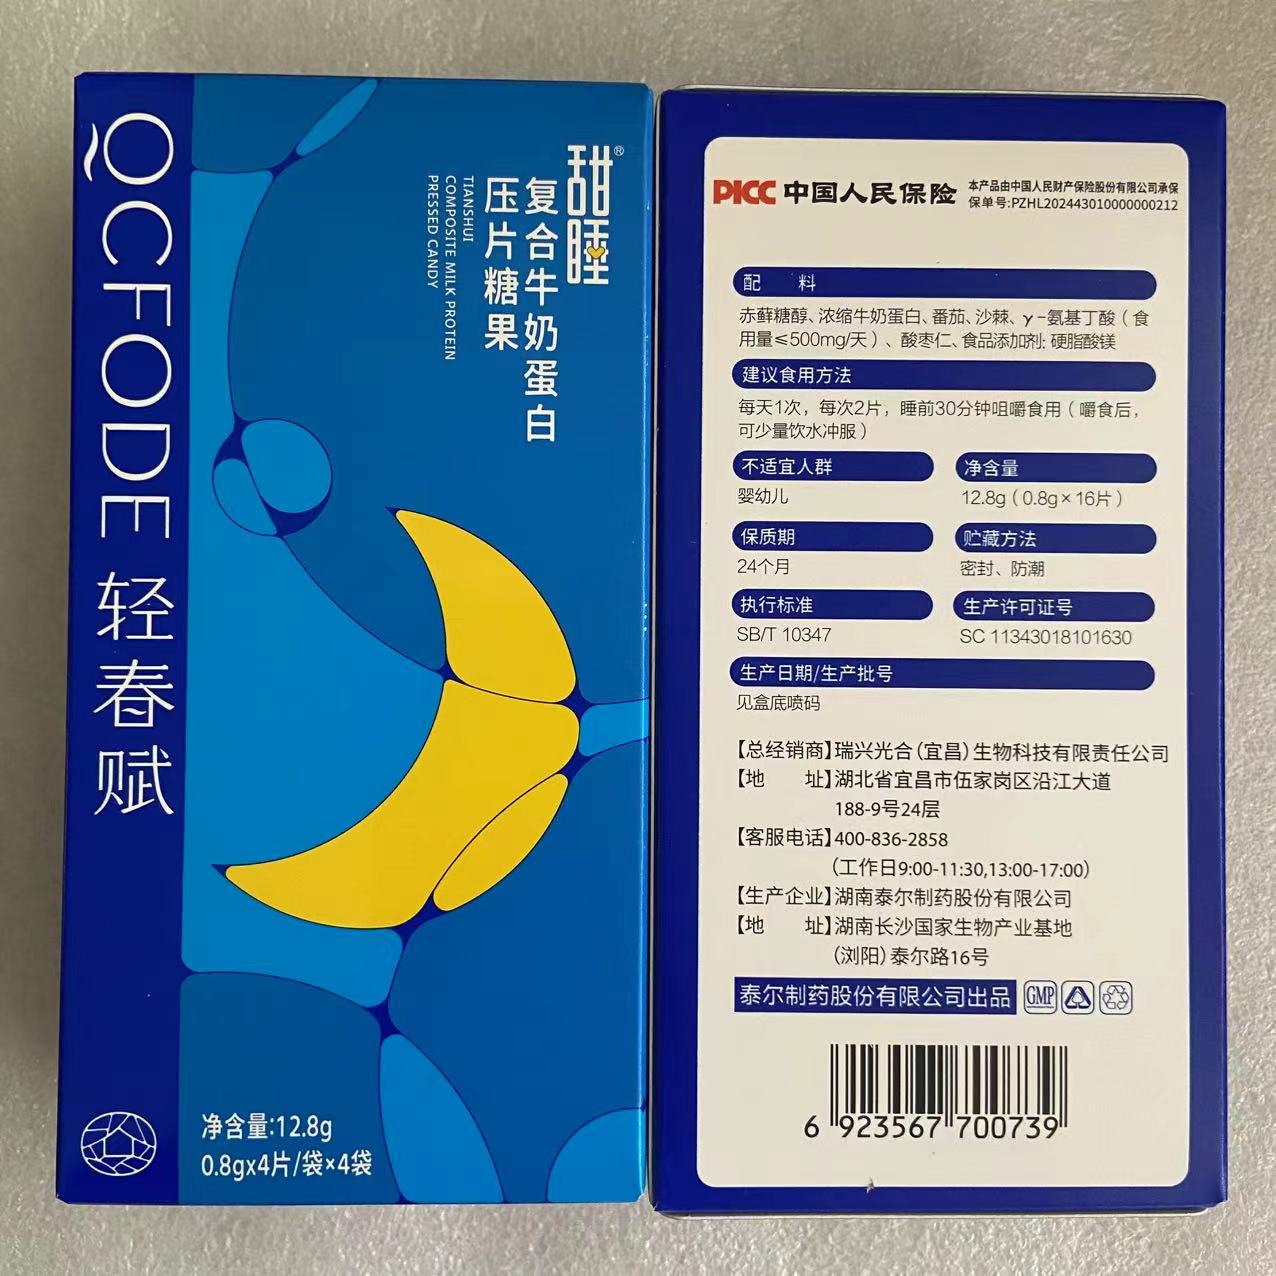 QCFODE 轻春赋
甜睡®
复合牛奶蛋白
压片糖果
TIANSHUI
COMPOSITE MILK PROTEIN
PRESSED CANDY
净含量:12.8g
0.8gx4片/袋×4袋
PICC 中国人民保险
本产品由中国人民财产保险股份有限公司承保
保单号:PZHL202443010000000212
配 料
赤藓糖醇、浓缩牛奶蛋白、番茄、沙棘、γ-氨基丁酸（食
用量≤500mg/天）、酸枣仁、食品添加剂: 硬脂酸镁
建议食用方法
每天1次，每次2片，睡前30分钟咀嚼食用（嚼食后，
可少量饮水冲服）
不适宜人群
婴幼儿
净含量
12.8g（0.8g×16片）
保质期
24个月
贮藏方法
密封、防潮
执行标准
SB/T 10347
生产许可证号
SC 11343018101630
生产日期/生产批号
见盒底喷码
【总经销商】瑞兴光合（宜昌）生物科技有限责任公司
【地 址】湖北省宜昌市伍家岗区沿江大道
188-9号24层
【客服电话】400-836-2858
（工作日9:00-11:30,13:00-17:00）
【生产企业】湖南泰尔制药股份有限公司
【地 址】湖南长沙国家生物产业基地
（浏阳）泰尔路16号
泰尔制药股份有限公司出品 GMP
6 923567 700739